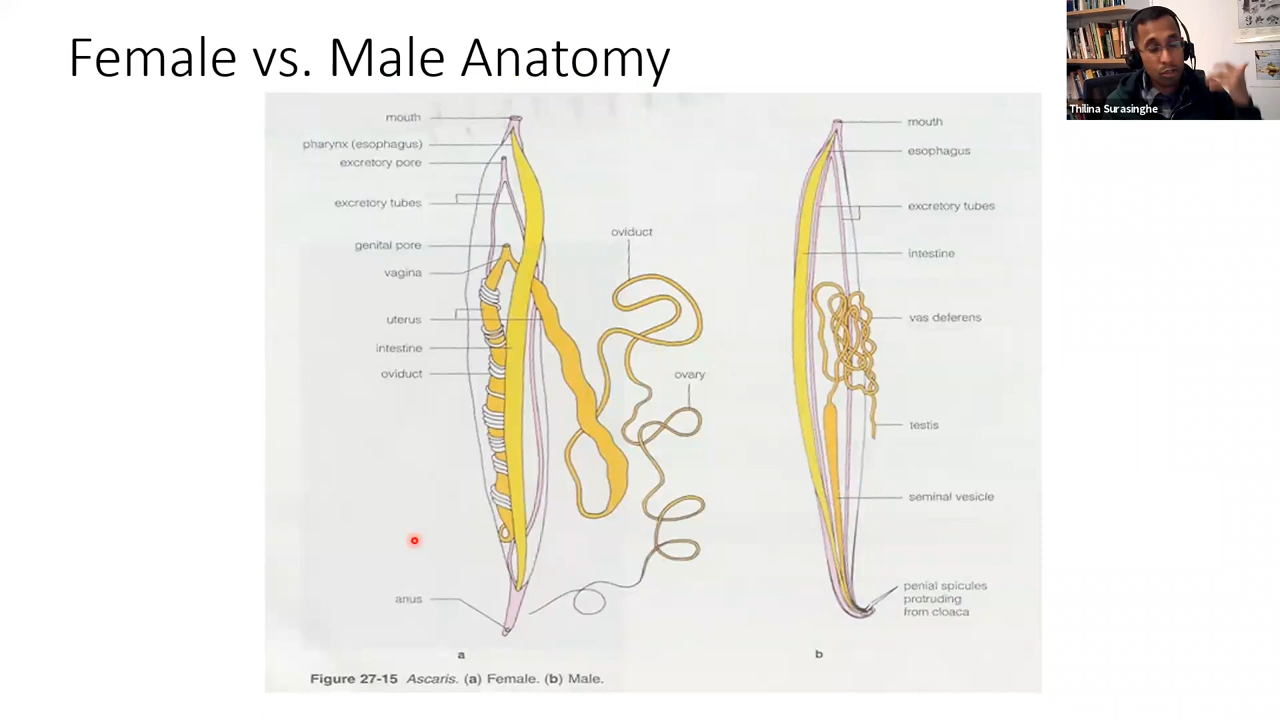 Female vs. Male Anatomy
Thilina Surasinghe
mouth
pharynx (esophagus)
excretory pore
excretory tubes
genital pore
vagina
uterus
intestine
oviduct
anus
oviduct
ovary
a
mouth
esophagus
excretory tubes
intestine
vas deferens
testis
seminal vesicle
penial spicules
protruding
from cloaca
b
Figure 27-15 Ascaris. (a) Female. (b) Male.